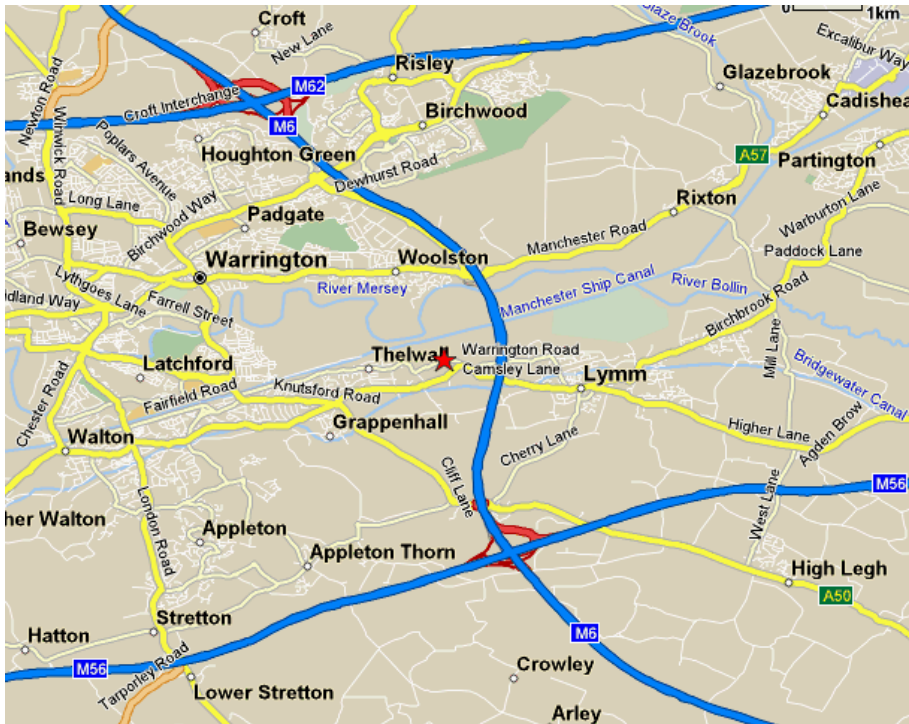 Croft
0
1km
Blaze Brook
Excalibur Way
New Lane
Risley
Glazebrook
Newton Road
M62
Croft Interchange
Birchwood
Cadishea
M6
Winwick Road
Poplars Avenue
Houghton Green
A57
Partington
ands
Dewhurst Road
Long Lane
Birchwood Way
Padgate
Rixton
Warburton Lane
Bewsey
Manchester Road
Paddock Lane
Warrington
Woolston
Lythgoes Lane
River Mersey
Manchester Ship Canal
River Bollin
dland Way
Farrell Street
Birchbrook Road
Thelwall
Warrington Road
Mill Lane
Latchford
Camsley Lane
Lymm
Bridgewater Canal
Chester Road
Fairfield Road
Knutsford Road
Grappenhall
Higher Lane
Agden Brow
Walton
Cherry Lane
Cliff Lane
M56
London Road
West Lane
her Walton
Appleton
Appleton Thorn
High Legh
A50
Stretton
M6
Hatton
M56
Tarporley Road
Crowley
Lower Stretton
Arley